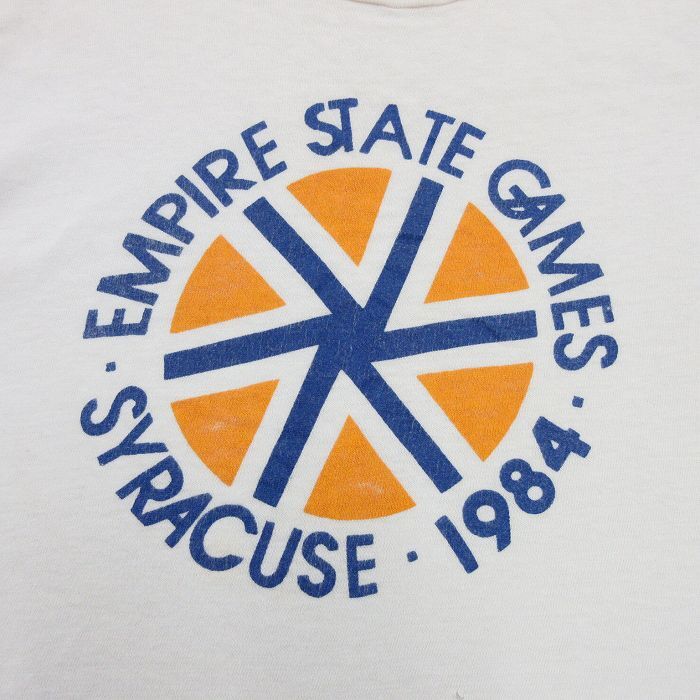 EMPIRE STATE GAMES ·
SYRACUSE · 1984 ·